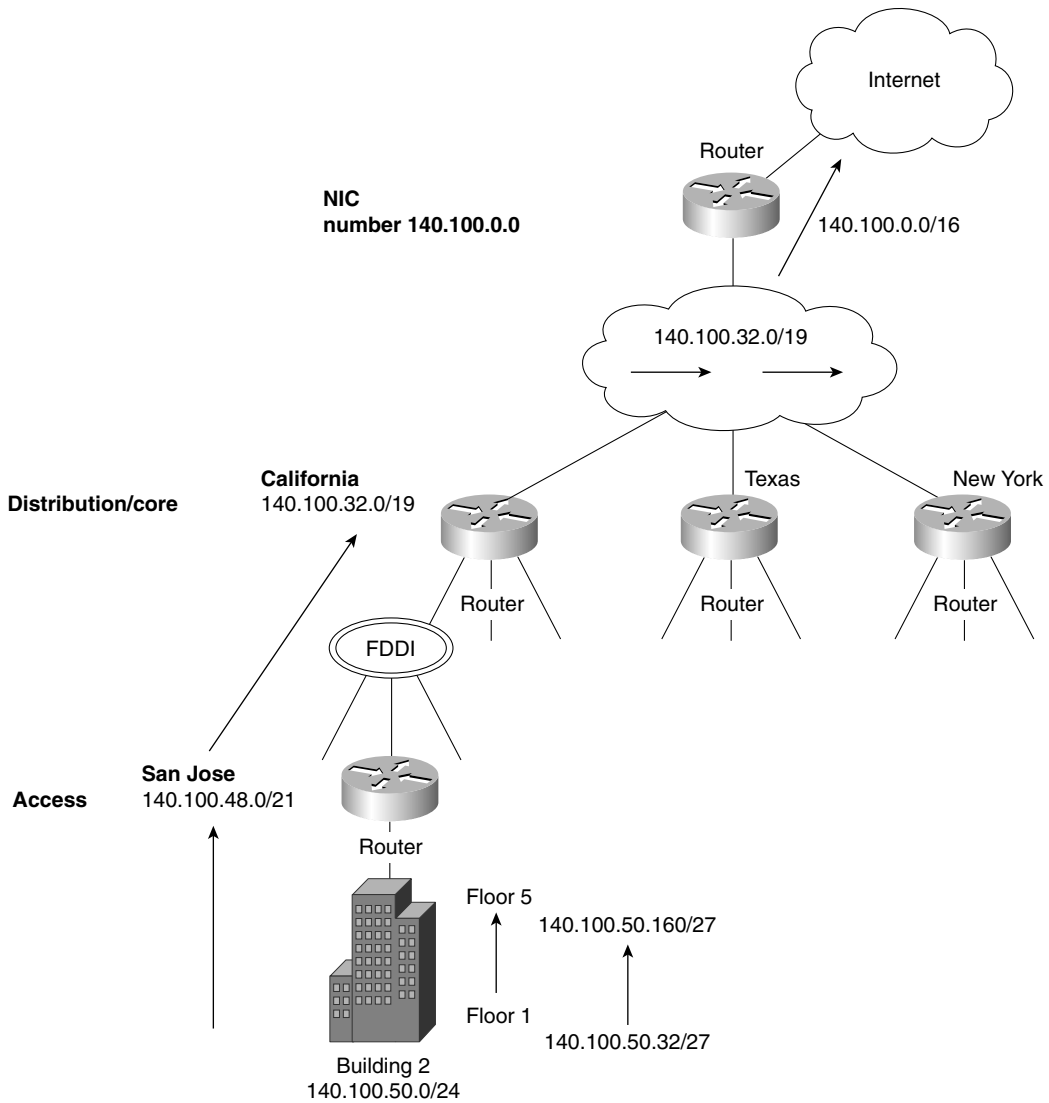 Internet
Router
NIC
number 140.100.0.0
140.100.0.0/16
140.100.32.0/19
California
Texas
New York
Distribution/core
140.100.32.0/19
Router
Router
Router
FDDI
San Jose
Access
140.100.48.0/21
Router
Floor 5
140.100.50.160/27
Floor 1
140.100.50.32/27
Building 2
140.100.50.0/24